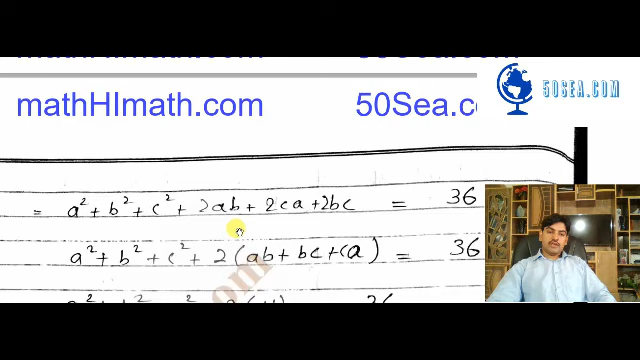 mathHImath.com 50Sea.c
50SEA.COM
= a² + b² + c² + 2ab + 2ca + 2bc = 36
a² + b² + c² + 2 (ab + bc + ca) = 36
om